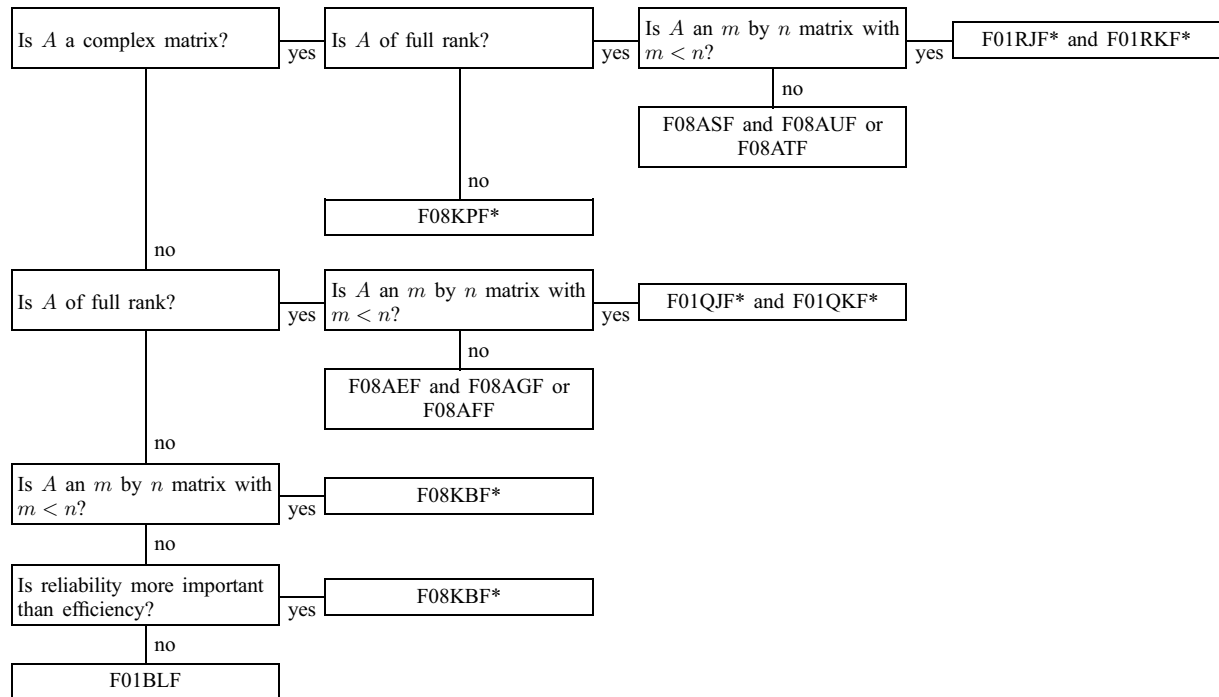 Is A a complex matrix?
yes
Is A of full rank?
yes
Is A an m by n matrix with
m < n?
yes
F01RJF* and F01RKF*
no
F08ASF and F08AUF or
F08ATF
no
F08KPF*
no
Is A of full rank?
yes
Is A an m by n matrix with
m < n?
yes
F01QJF* and F01QKF*
no
F08AEF and F08AGF or
F08AFF
no
Is A an m by n matrix with
m < n?
yes
F08KBF*
no
Is reliability more important
than efficiency?
yes
F08KBF*
no
F01BLF